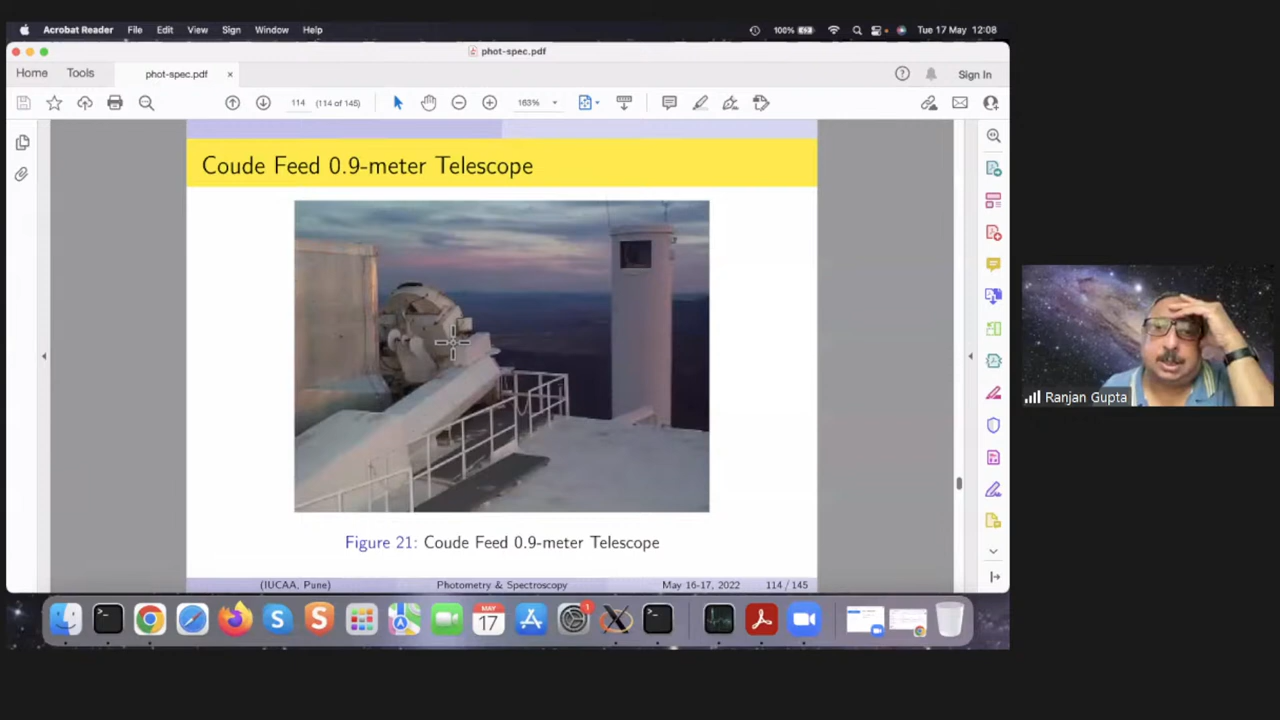 Acrobat Reader File Edit View Sign Window Help 100% Tue 17 May 12:08
phot-spec.pdf
Home Tools phot-spec.pdf × ? Sign In
114 (114 of 145) 163%
Coude Feed 0.9-meter Telescope
Ranjan Gupta
Figure 21: Coude Feed 0.9-meter Telescope
(IUCAA, Pune) Photometry & Spectroscopy May 16-17, 2022 114 / 145
MAY
17
1